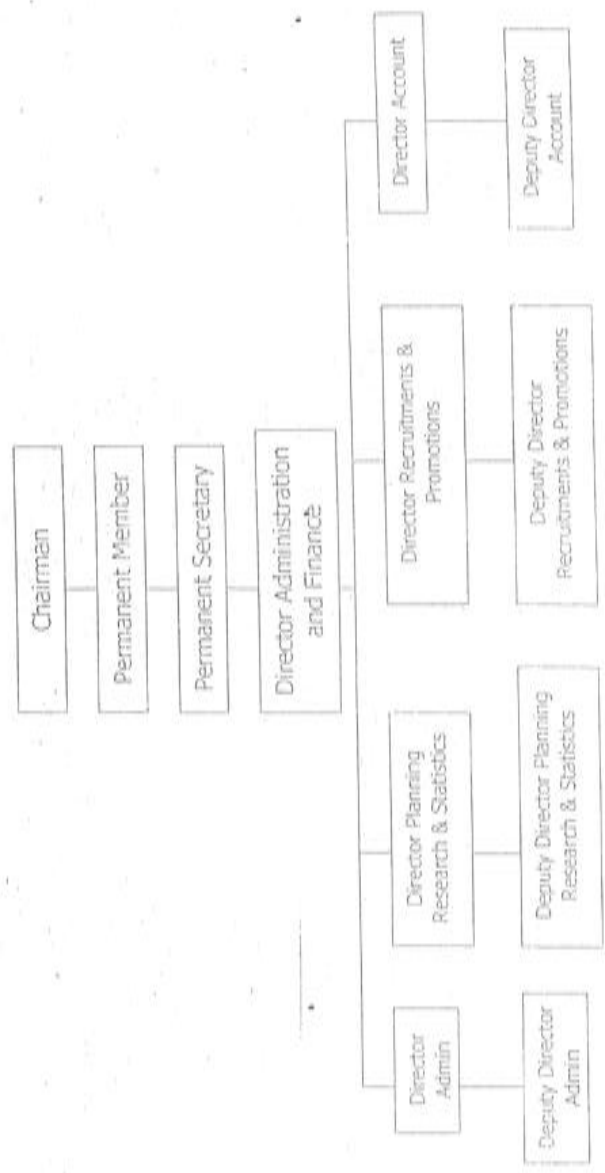 Chairman
Permanent Member
Permanent Secretary
Director Administration
and Finance
Director
Admin
Director Planning
Research & Statistics
Director Recruitments &
Promotions
Director Account
Deputy Director
Admin
Deputy Director Planning
Research & Statistics
Deputy Director
Recruitments & Promotions
Deputy Director
Account